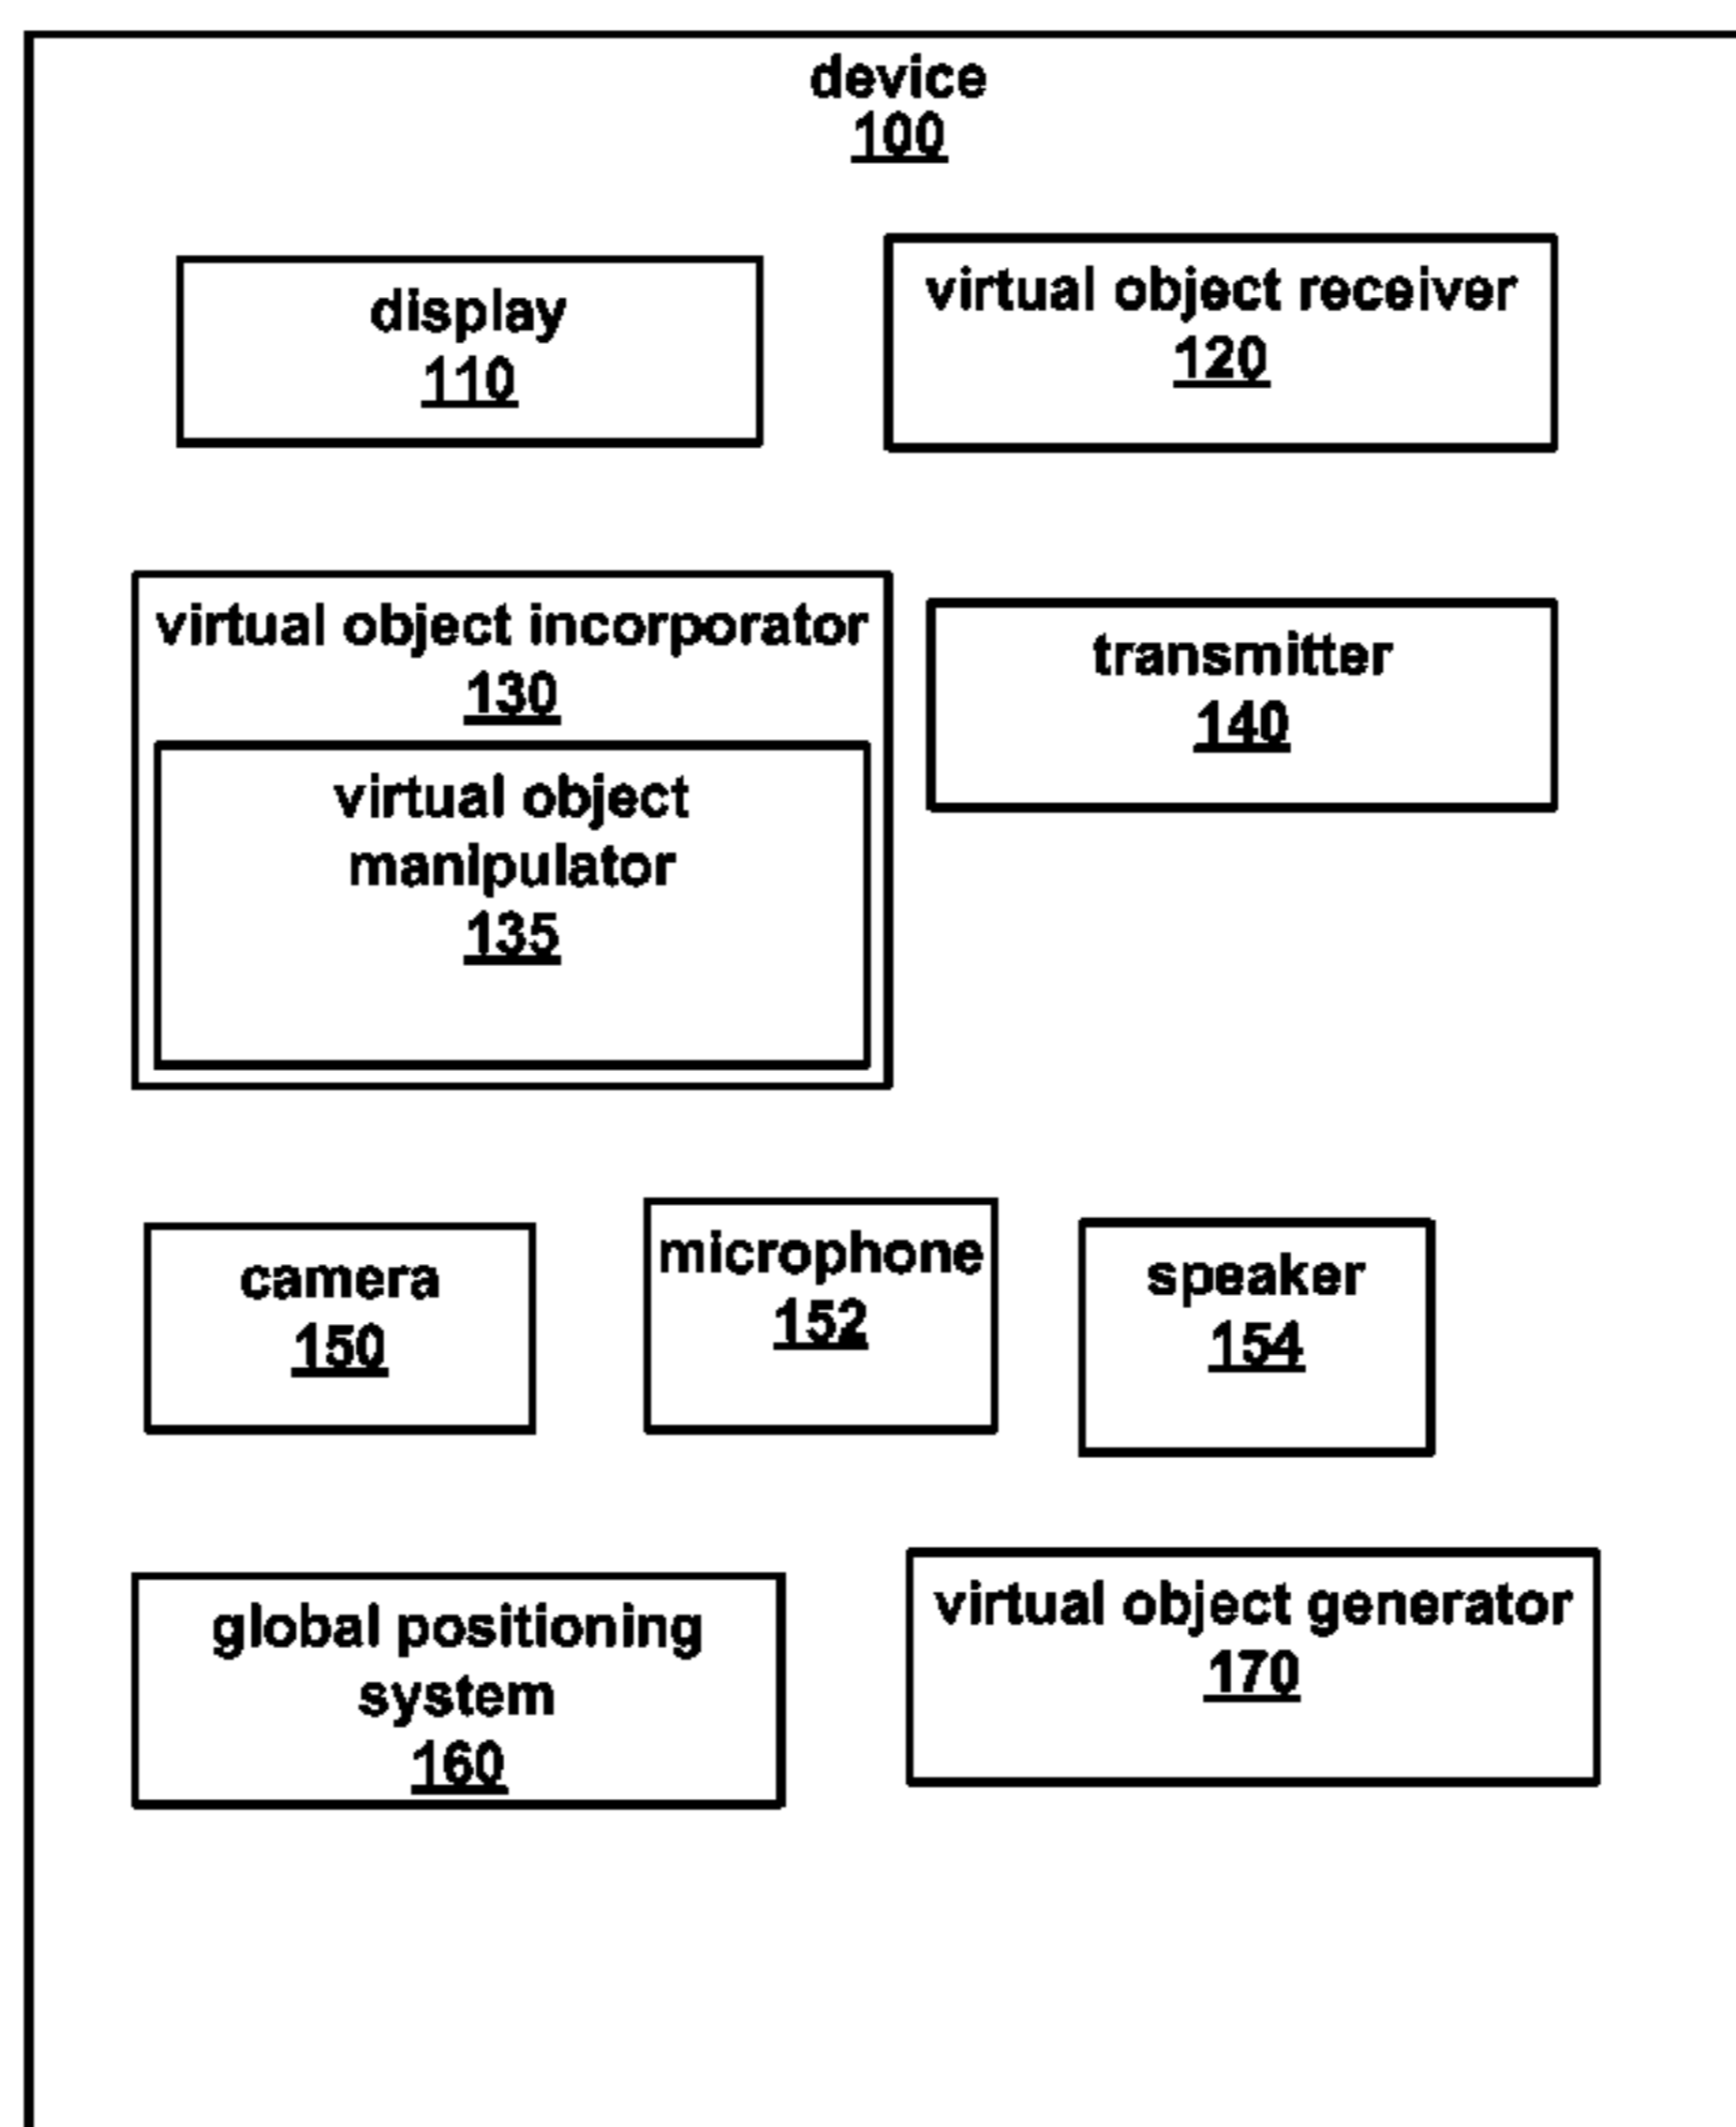 device
100
display
110
virtual object receiver
120
virtual object incorporator
130
virtual object
manipulator
135
transmitter
140
camera
150
microphone
152
speaker
154
global positioning
system
160
virtual object generator
170